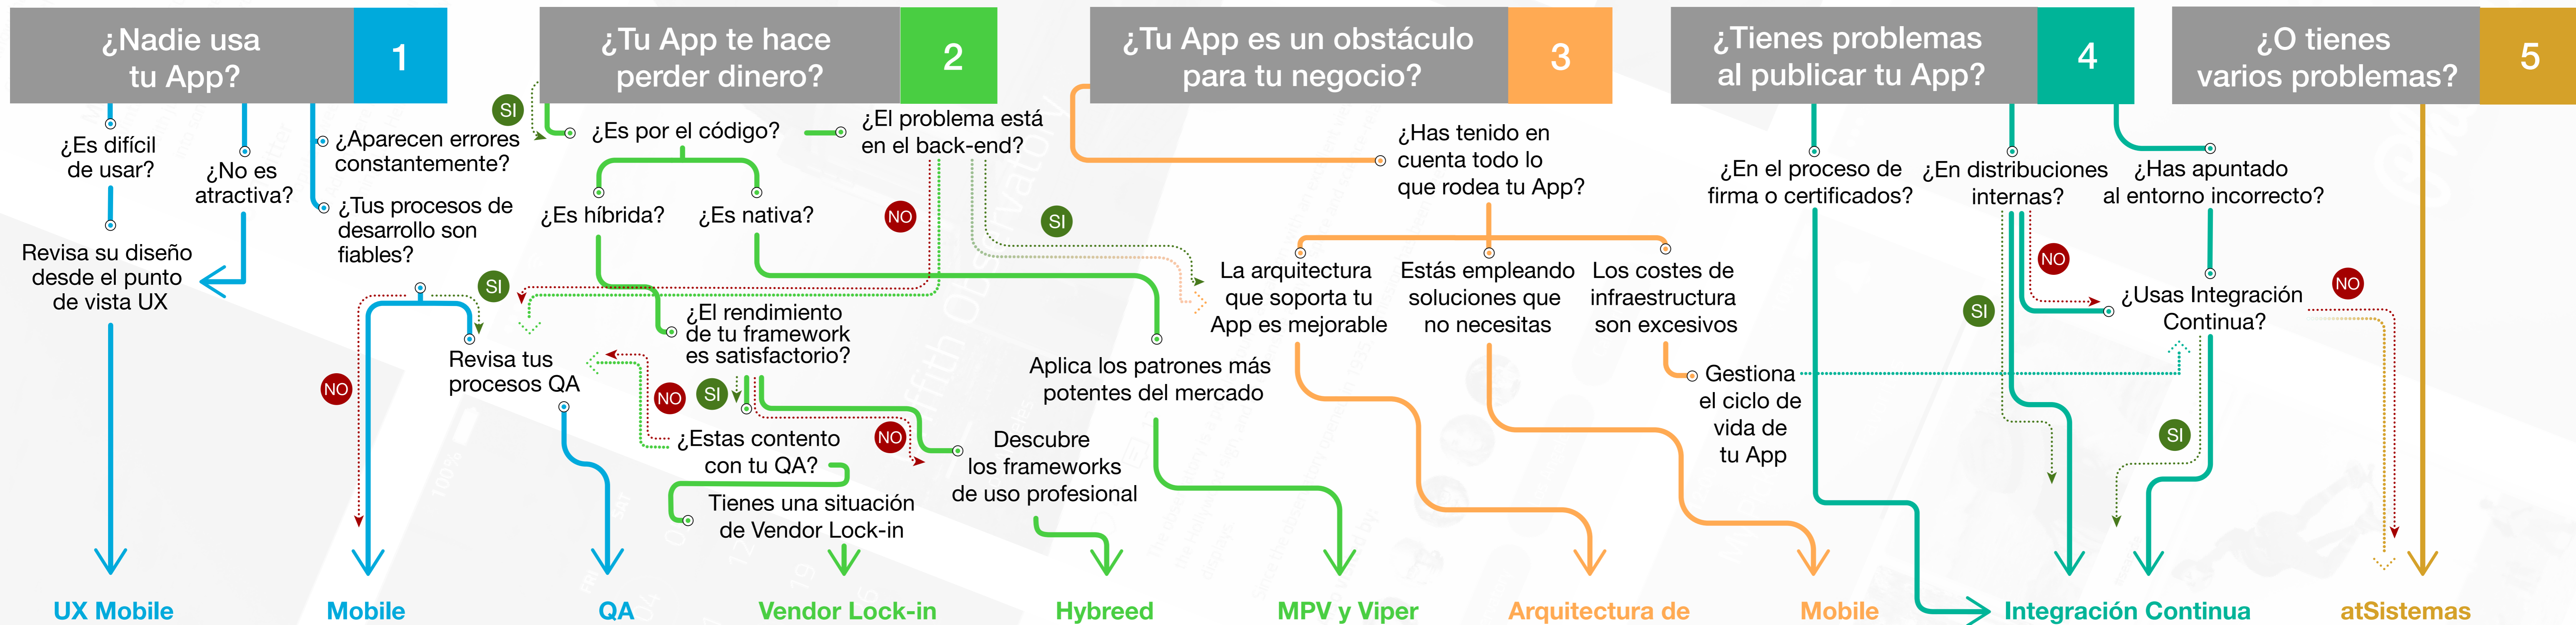 ¿Nadie usa
tu App?
1
¿Es difícil
de usar?
¿No es
atractiva?
¿Aparecen errores
constantemente?
¿Tus procesos de
desarrollo son
fiables?
Revisa su diseño
desde el punto
de vista UX
SI
NO
Revisa tus
procesos QA
UX Mobile
Mobile
QA
¿Tu App te hace
perder dinero?
2
SI
¿Es por el código?
¿El problema está
en el back-end?
¿Es híbrida?
¿Es nativa?
NO
SI
¿El rendimiento
de tu framework
es satisfactorio?
NO
SI
NO
¿Estas contento
con tu QA?
Tienes una situación
de Vendor Lock-in
Descubre
los frameworks
de uso profesional
Aplica los patrones más
potentes del mercado
Vendor Lock-in
Hybreed
MPV y Viper
¿Tu App es un obstáculo
para tu negocio?
3
¿Has tenido en
cuenta todo lo
que rodea tu App?
La arquitectura
que soporta tu
App es mejorable
Estás empleando
soluciones que
no necesitas
Los costes de
infraestructura
son excesivos
Gestiona
el ciclo de
vida de
tu App
Arquitectura de
Mobile
¿Tienes problemas
al publicar tu App?
4
¿En el proceso de
firma o certificados?
¿En distribuciones
internas?
¿Has apuntado
al entorno incorrecto?
NO
SI
¿Usas Integración
Continua?
NO
SI
Integración Continua
¿O tienes
varios problemas?
5
atSistemas